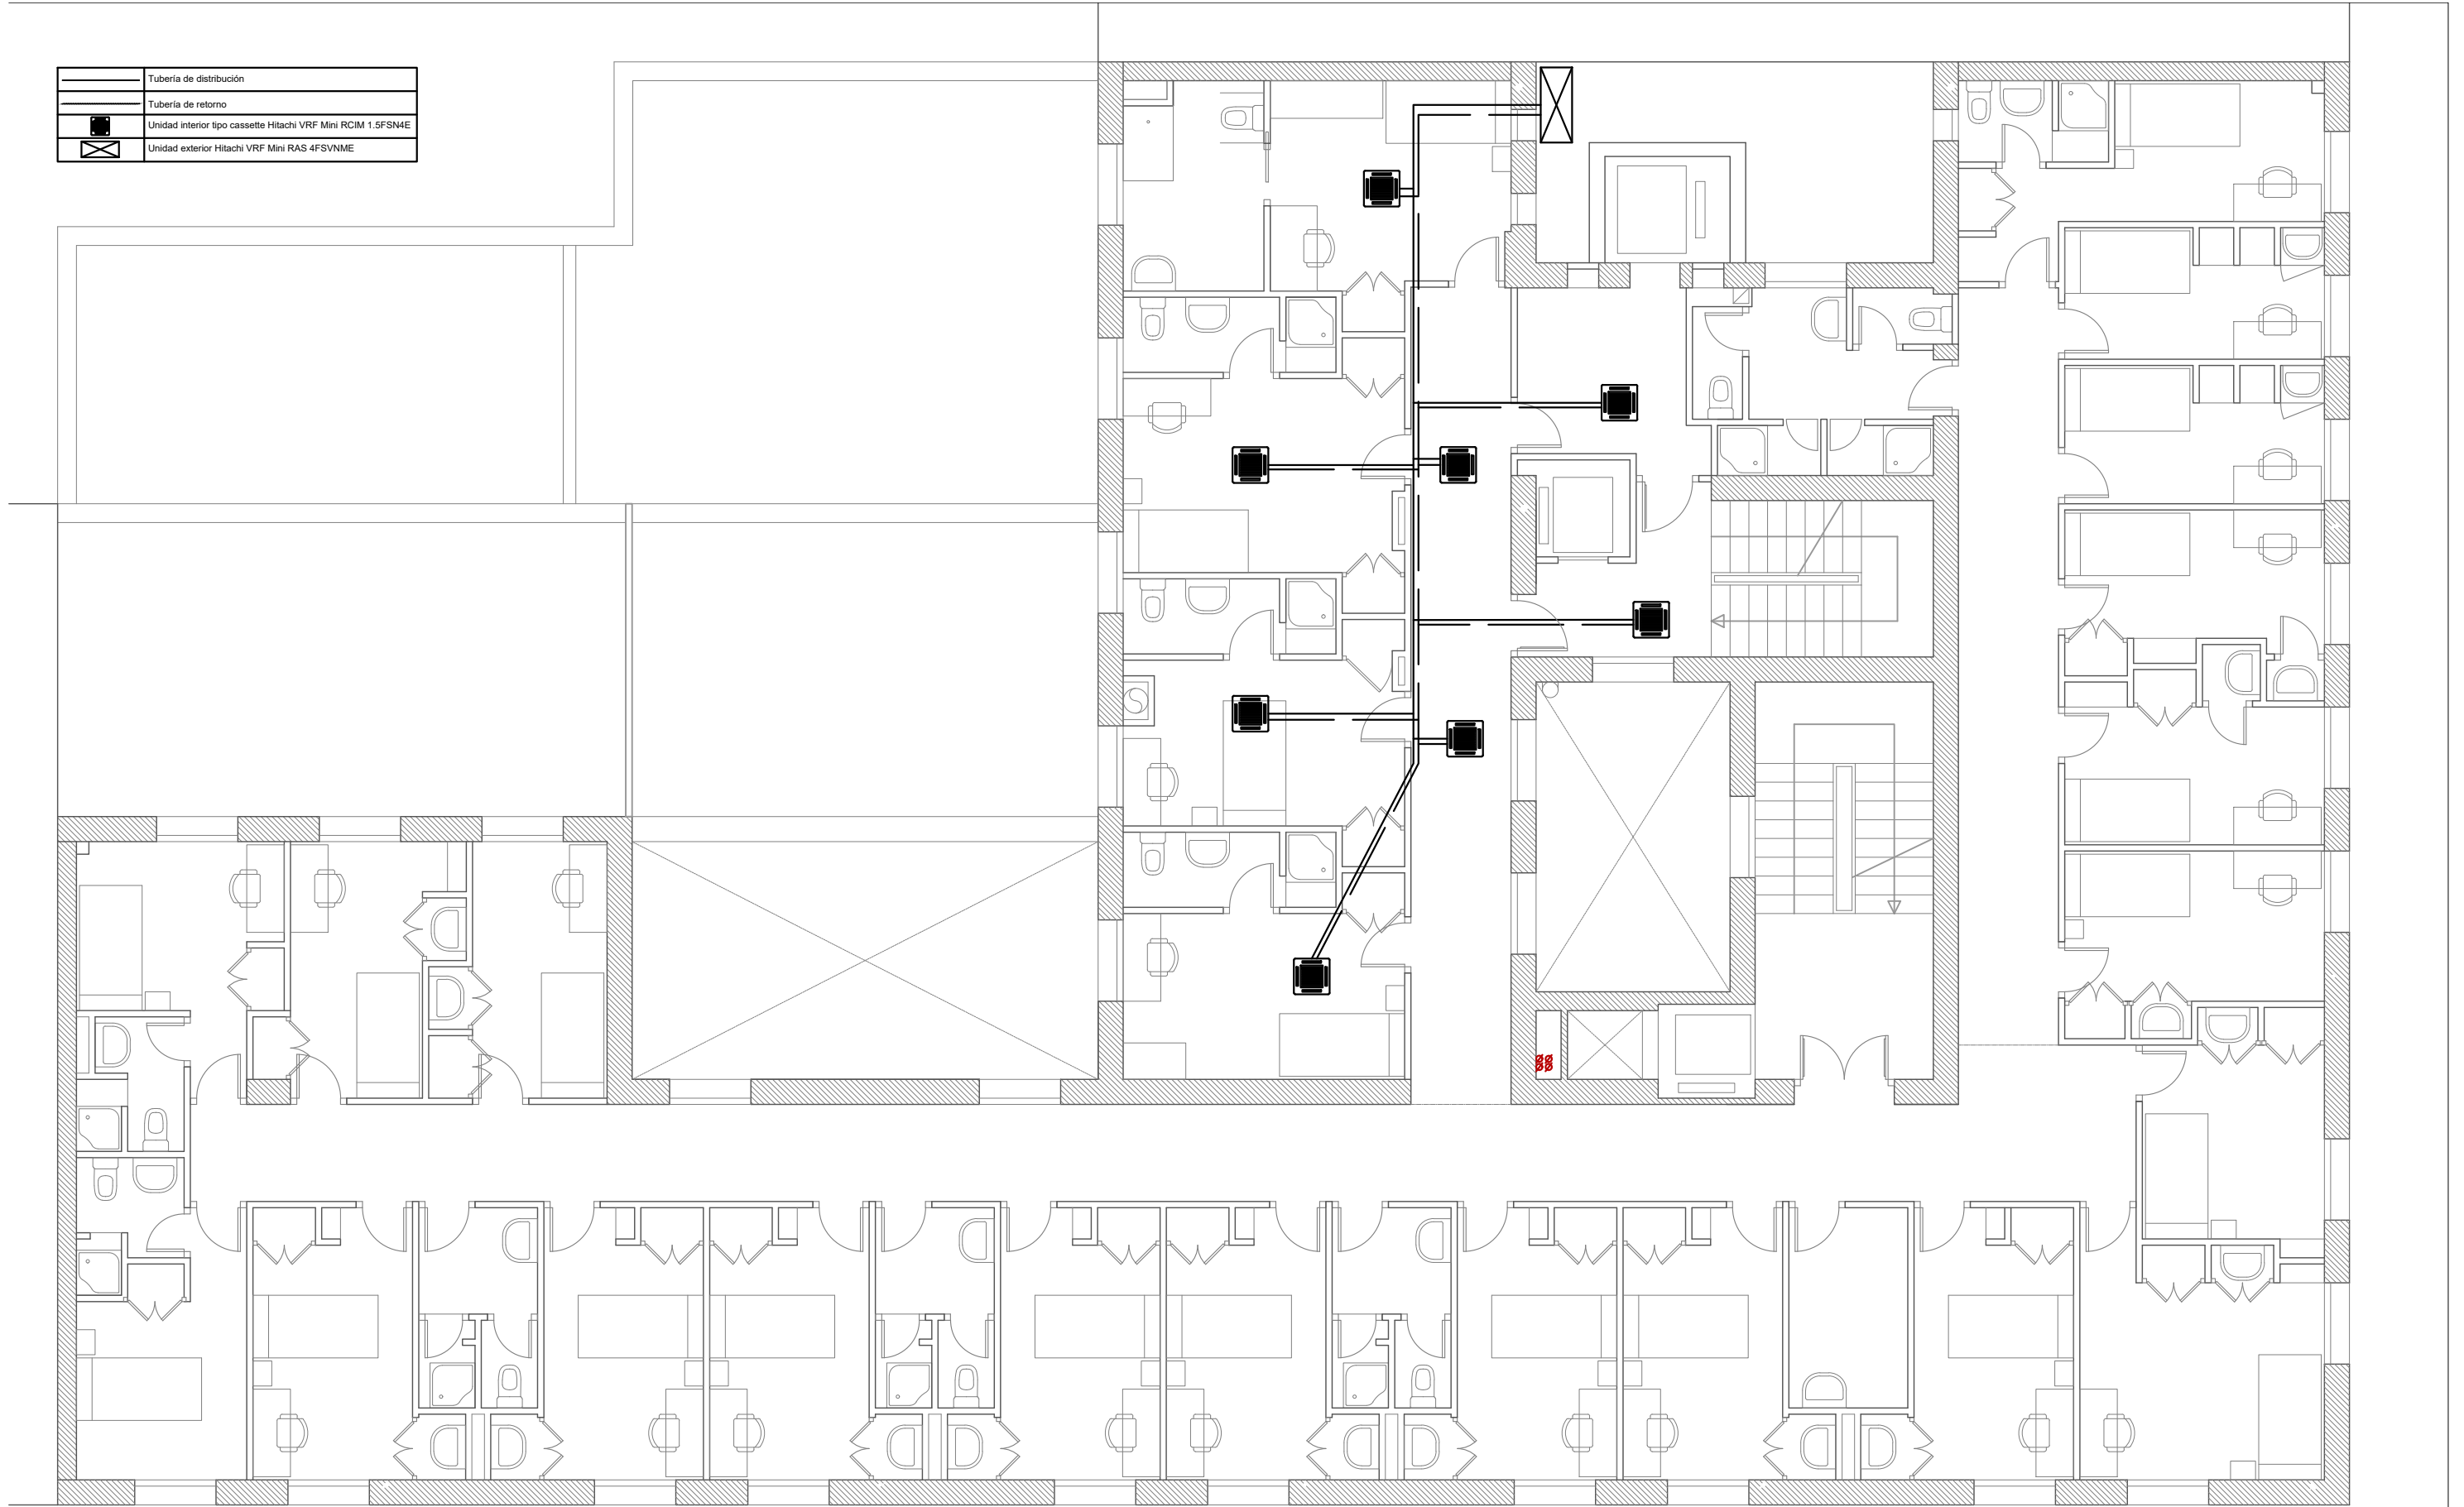 Tubería de distribución
Tubería de retorno
Unidad interior tipo cassette Hitachi VRF Mini RCIM 1.5FSN4E
Unidad exterior Hitachi VRF Mini RAS 4FSVNME